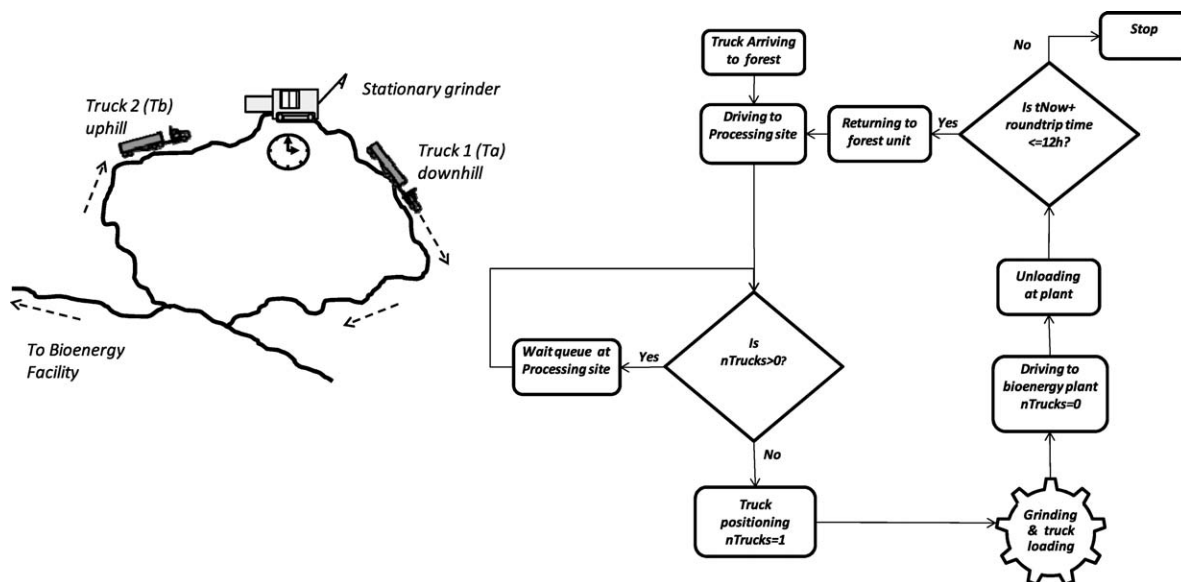 Truck 2 (Tb)
uphill
Stationary grinder
Truck 1 (Ta)
downhill
To Bioenergy
Facility
Truck Arriving
to forest
Driving to
Processing site
Returning to
forest unit
Yes
Is tNow+
roundtrip time
<=12h?
No
Stop
Unloading
at plant
Driving to
bioenergy plant
nTrucks=0
Wait queue at
Processing site
Yes
Is
nTrucks>0?
No
Truck
positioning
nTrucks=1
Grinding
& truck
loading